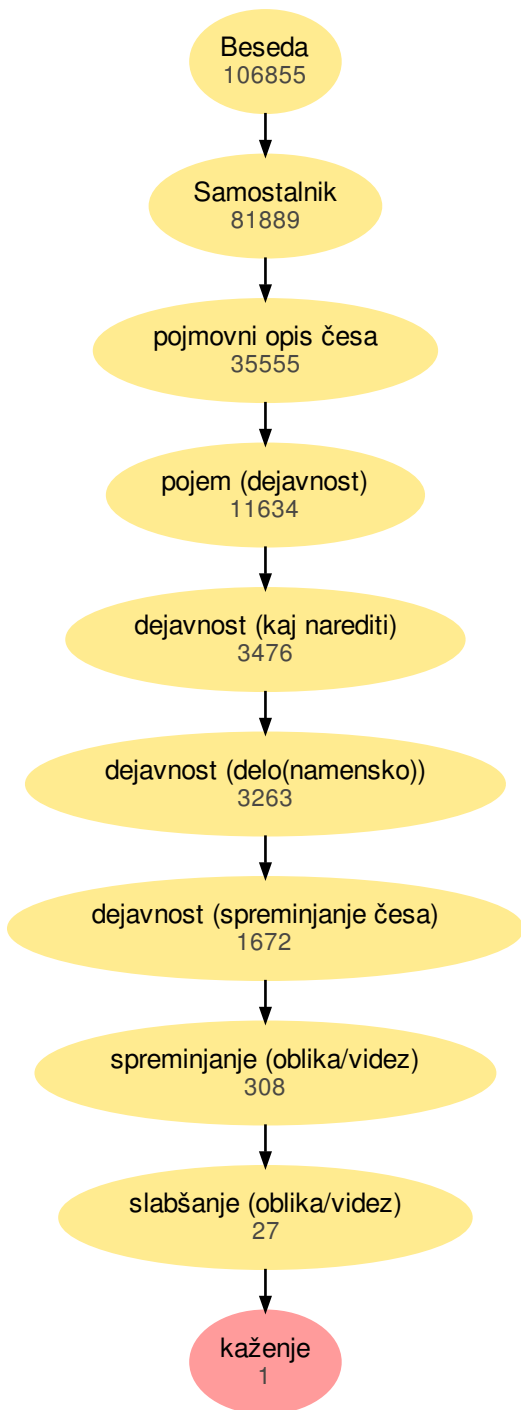 Beseda
106855
Samostalnik
81889
pojmovni opis česa
35555
pojem (dejavnost)
11634
dejavnost (kaj narediti)
3476
dejavnost (delo(namensko))
3263
dejavnost (spreminjanje česa)
1672
spreminjanje (oblika/videz)
308
slabšanje (oblika/videz)
27
kaženje
1